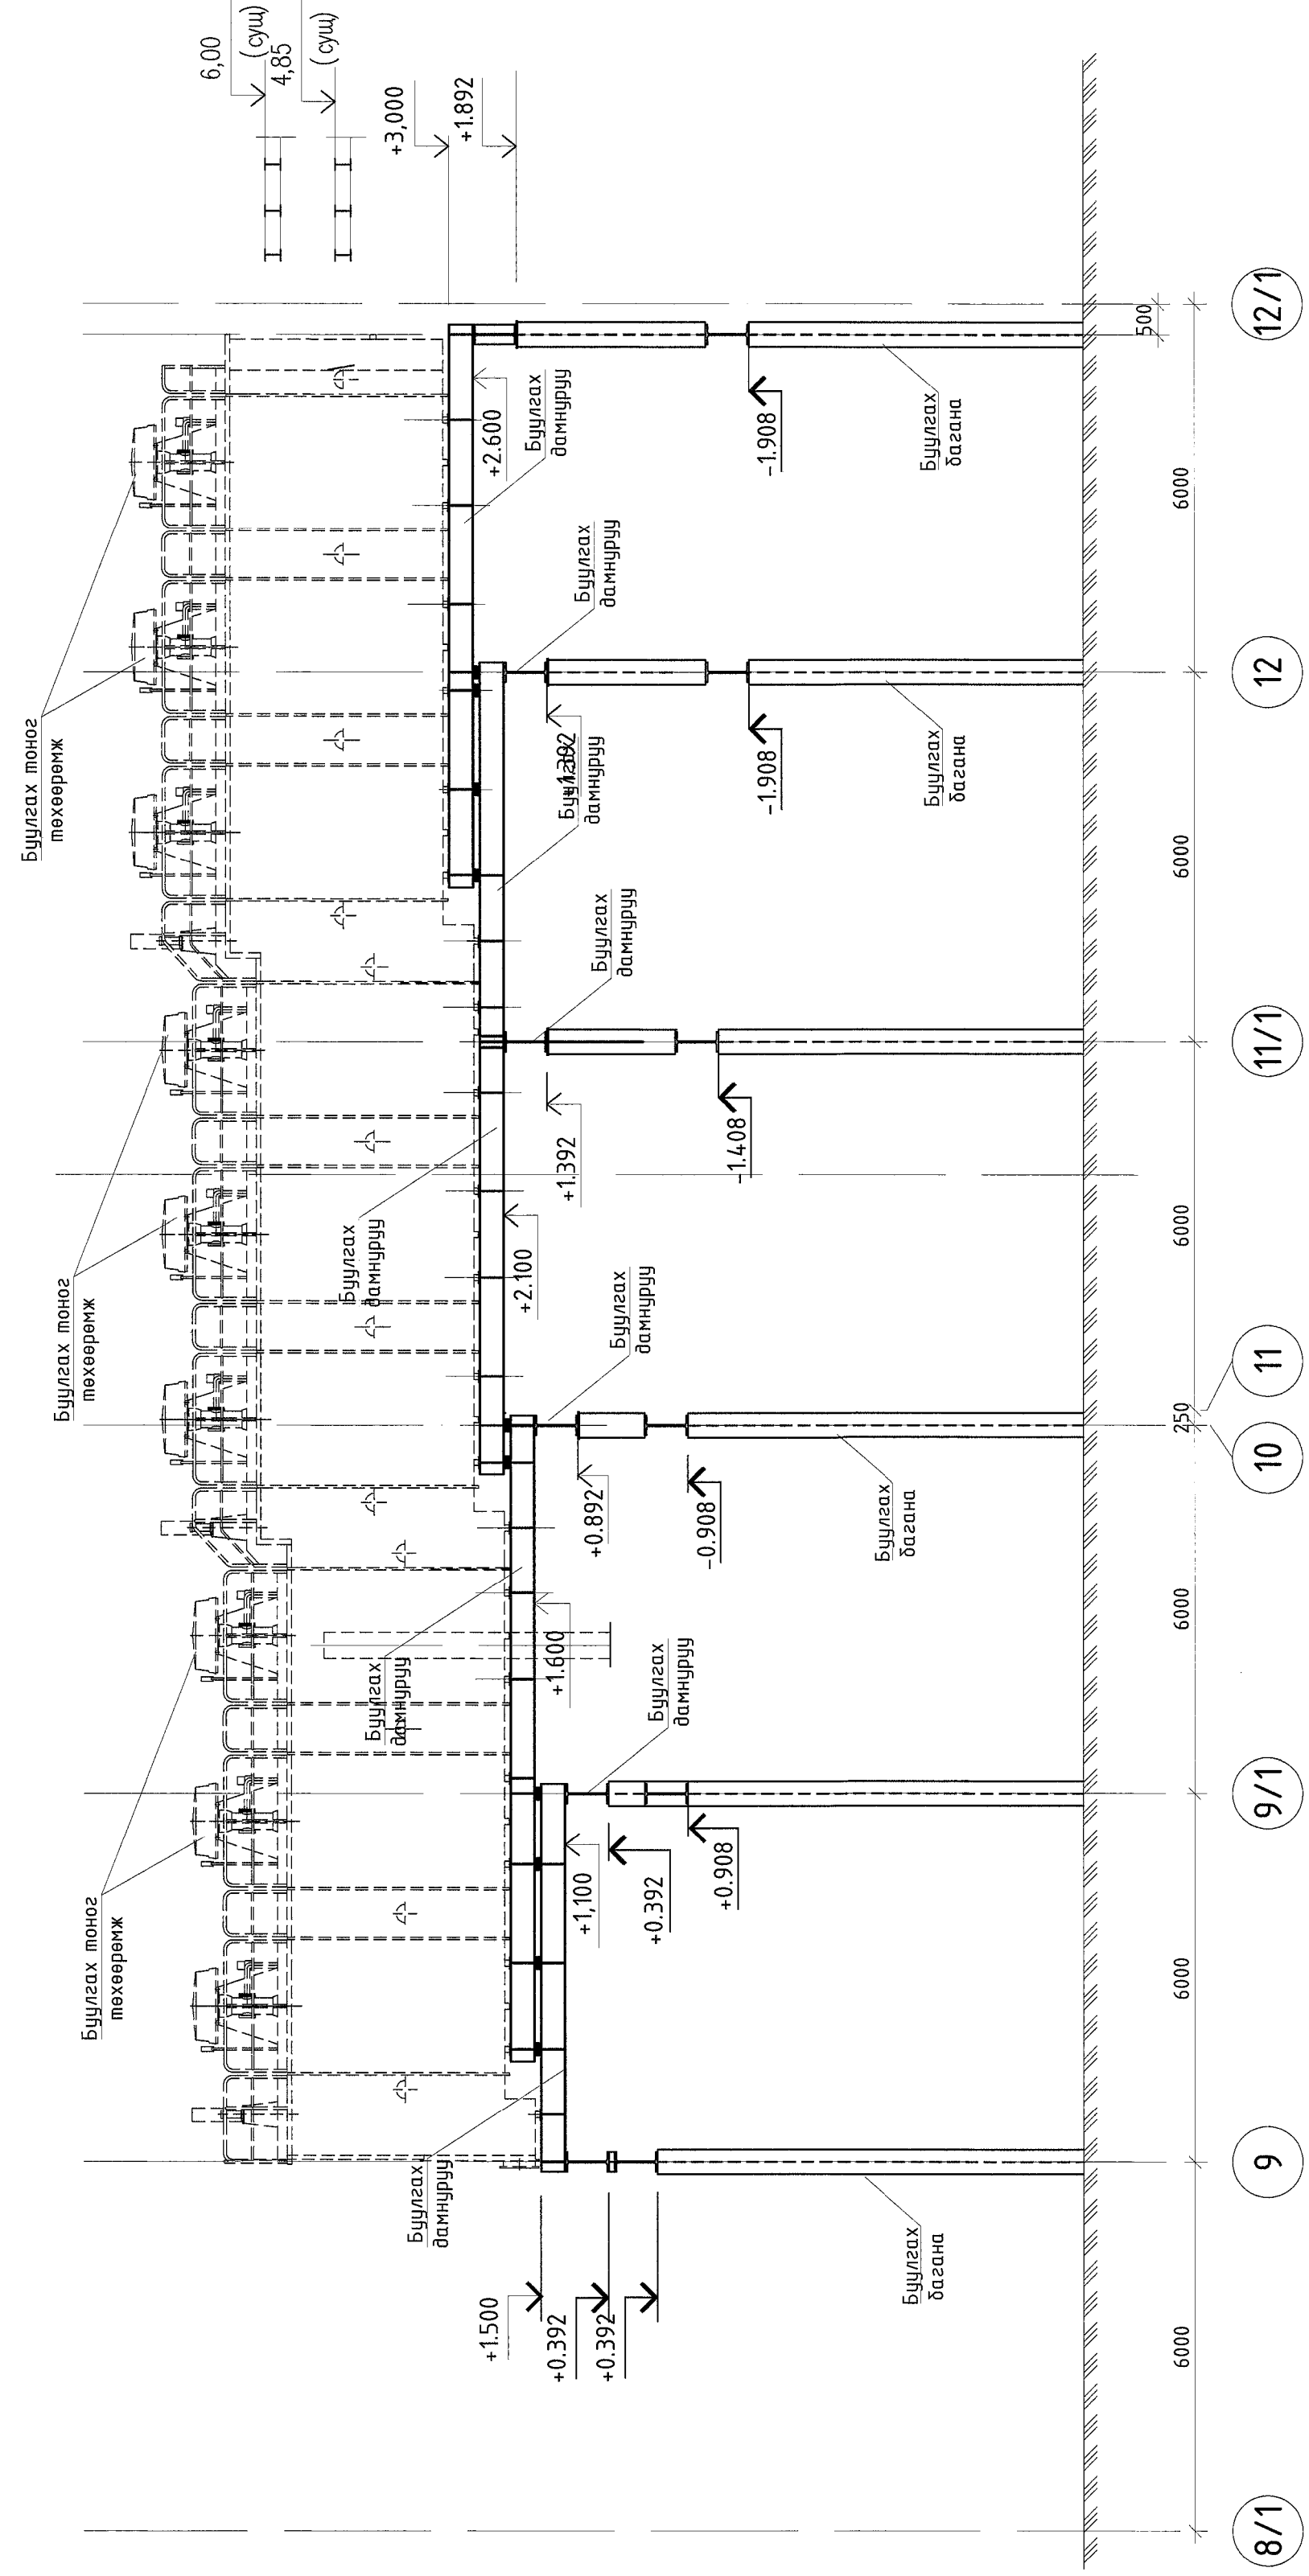 6,00
(сущ)
4,85
(сущ)
+3,000
+1.892
Буулгах тоног
төхөөрөмж
Буулгах тоног
төхөөрөмж
Буулгах тоног
төхөөрөмж
+2.600
Буулгах
дамнуруу
Буулгах
дамнуруу
+1.392
Буулгах
дамнуруу
Буулгах
дамнуруу
Буулгах
дамнуруу
+2.100
+1.392
-1.408
Буулгах
дамнуруу
+0.892
-0.908
Буулгах
дамнуруу
+1.600
Буулгах
дамнуруу
+1,100
+0.392
+0.908
Буулгах
дамнуруу
+1.500
+0.392
+0.392
-1.908
-1.908
Буулгах
багана
Буулгах
багана
Буулгах
багана
Буулгах
багана
6000
6000
6000
250
6000
6000
6000
500
8/1
9
9/1
10
11
11/1
12
12/1